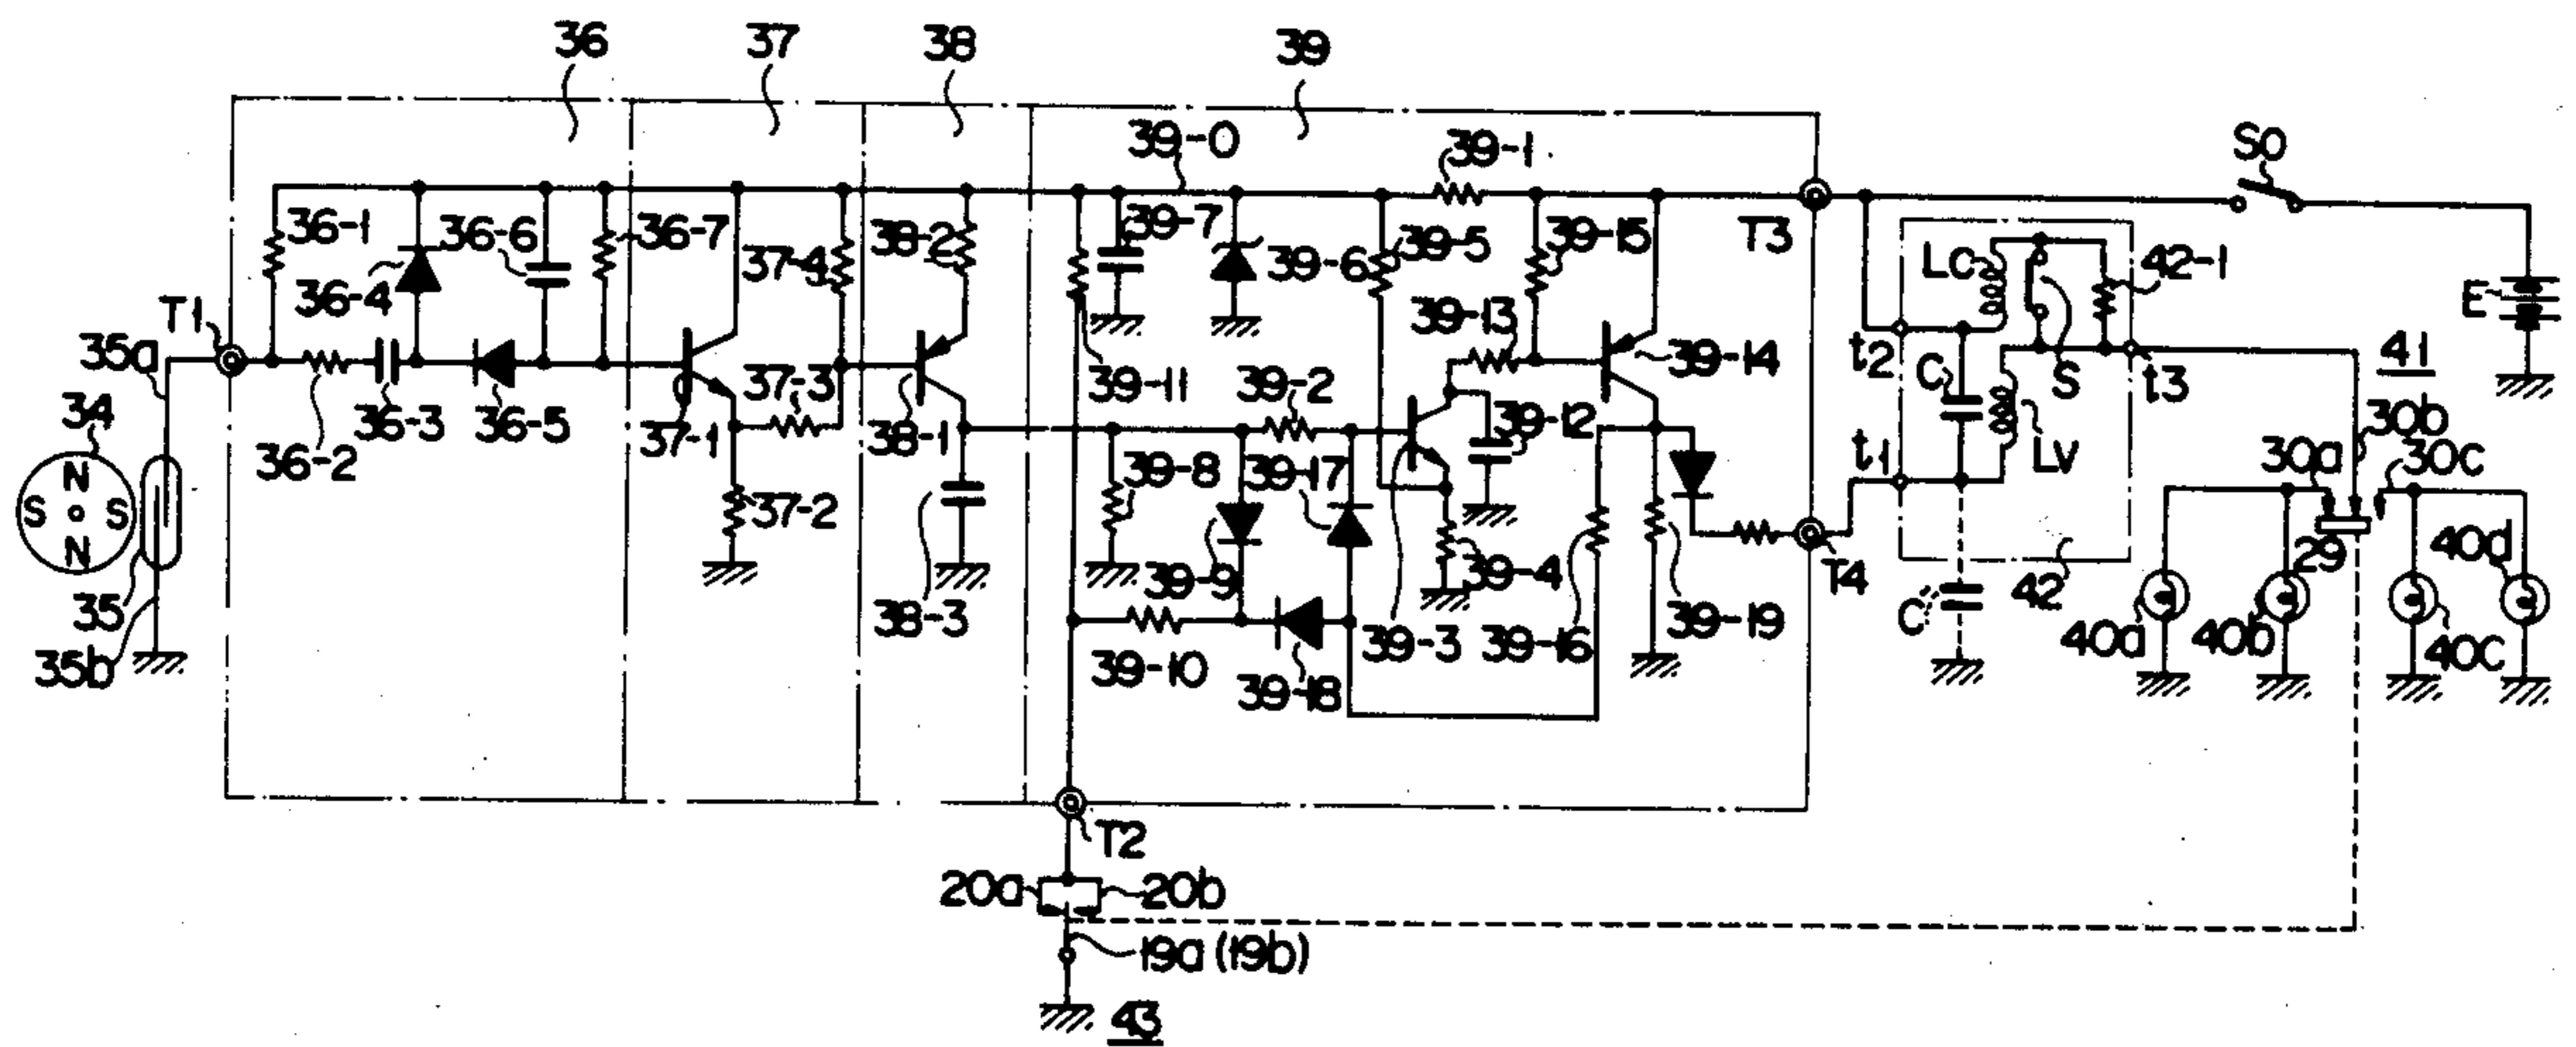 36
37
38
39
39-0
39-1
S0
36-1
36-6
36-7
38-2
39-7
39-6
39-5
39-15
T3
LC
42-1
E
36-4
37-4
39-13
T1
35a
39-11
39-2
39-14
t2
C
S
t3
41
34
36-2
36-3
36-5
37-1
37-3
38-1
39-12
t1
LV
30a
30b
30c
N
S
S
N
37-2
39-8
39-17
29
40d
35
35b
38-3
39-9
39-4
T4
C'
42
39-10
39-18
39-3
39-16
39-19
40a
40b
40c
T2
20a
20b
19a (19b)
43